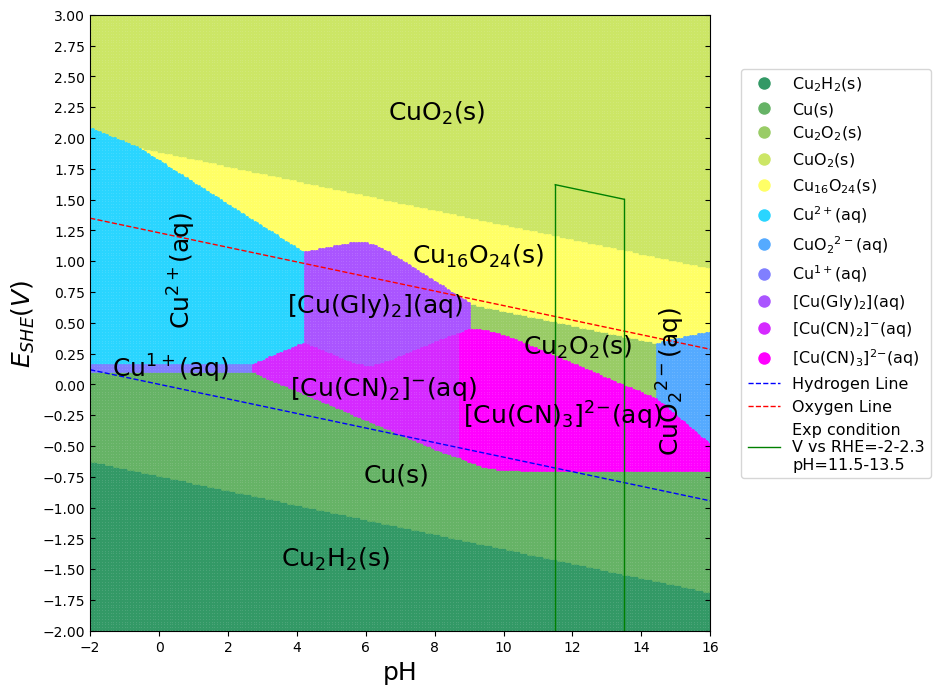 3.00
2.75
2.50
2.25
2.00
1.75
1.50
1.25
1.00
0.75
0.50
0.25
0.00
−0.25
−0.50
−0.75
−1.00
−1.25
−1.50
−1.75
−2.00
E_SHE(V)
−2 0 2 4 6 8 10 12 14 16
pH
CuO₂(s)
Cu²⁺(aq)
Cu₁₆O₂₄(s)
[Cu(Gly)₂](aq)
Cu₂O₂(s)
Cu¹⁺(aq)
[Cu(CN)₂]⁻(aq)
[Cu(CN)₃]²⁻(aq)
CuO₂²⁻(aq)
Cu(s)
Cu₂H₂(s)
Cu₂H₂(s)
Cu(s)
Cu₂O₂(s)
CuO₂(s)
Cu₁₆O₂₄(s)
Cu²⁺(aq)
CuO₂²⁻(aq)
Cu¹⁺(aq)
[Cu(Gly)₂](aq)
[Cu(CN)₂]⁻(aq)
[Cu(CN)₃]²⁻(aq)
Hydrogen Line
Oxygen Line
Exp condition
V vs RHE=-2-2.3
pH=11.5-13.5